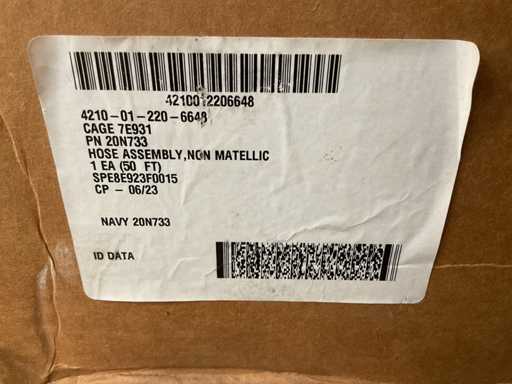 4210012206648
4210-01-220-6648
CAGE 7E931
PN 20N733
HOSE ASSEMBLY,NON MATELLIC
1 EA (50 FT)
SPE8E923F0015
CP - 06/23
NAVY 20N733
ID DATA